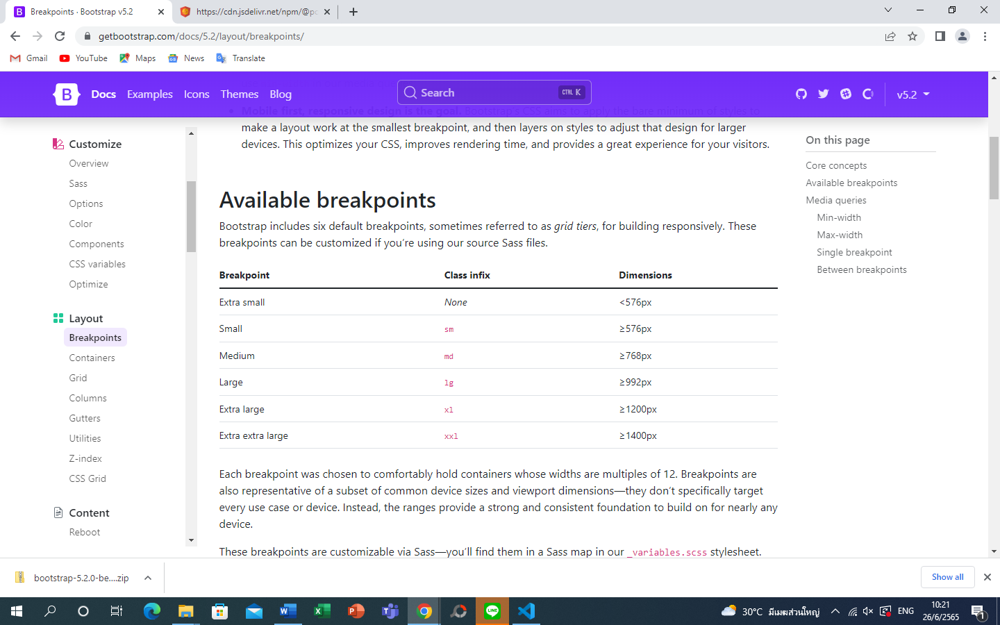 Breakpoints · Bootstrap v5.2
https://cdn.jsdelivr.net/npm/@po
getbootstrap.com/docs/5.2/layout/breakpoints/
Gmail
YouTube
Maps
News
Translate
B
Docs
Examples
Icons
Themes
Blog
Search
CTRL K
v5.2
Customize
Overview
Sass
Options
Color
Components
CSS variables
Optimize
Layout
Breakpoints
Containers
Grid
Columns
Gutters
Utilities
Z-index
CSS Grid
Content
Reboot
Mobile first, responsive design is the goal. Bootstrap's CSS aims to apply the bare minimum of styles to
make a layout work at the smallest breakpoint, and then layers on styles to adjust that design for larger
devices. This optimizes your CSS, improves rendering time, and provides a great experience for your visitors.
Available breakpoints
Bootstrap includes six default breakpoints, sometimes referred to as grid tiers, for building responsively. These
breakpoints can be customized if you're using our source Sass files.
Breakpoint Class infix Dimensions
Extra small None <576px
Small sm ≥576px
Medium md ≥768px
Large lg ≥992px
Extra large xl ≥1200px
Extra extra large xxl ≥1400px
Each breakpoint was chosen to comfortably hold containers whose widths are multiples of 12. Breakpoints are
also representative of a subset of common device sizes and viewport dimensions—they don't specifically target
every use case or device. Instead, the ranges provide a strong and consistent foundation to build on for nearly any
device.
These breakpoints are customizable via Sass—you'll find them in a Sass map in our _variables.scss stylesheet.
On this page
Core concepts
Available breakpoints
Media queries
Min-width
Max-width
Single breakpoint
Between breakpoints
bootstrap-5.2.0-be....zip
Show all
30°C มีเมฆส่วนใหญ่
ENG
10:21
26/6/2565
1